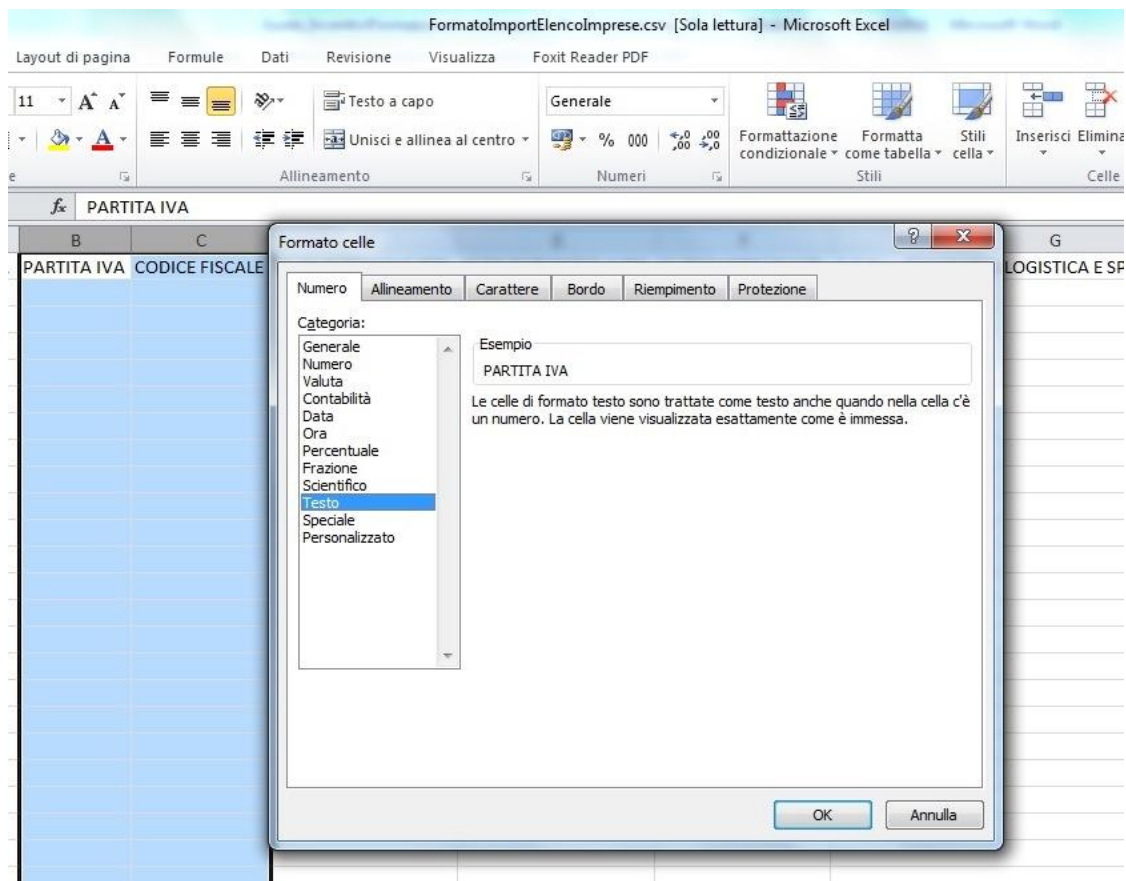 FormatoImportElencoImprese.csv [Sola lettura] - Microsoft Excel
Layout di pagina Formule Dati Revisione Visualizza Foxit Reader PDF
11 A A Testo a capo Generale
A Unisci e allinea al centro % 000 ,0 ,00 ,00 ,0 Formattazione condizionale Formatta come tabella Stili cella Inserisci Elimina
e Allineamento Numeri Stili Celle
fx PARTITA IVA
B C G
PARTITA IVA CODICE FISCALE LOGISTICA E SP
Formato celle
Numero Allineamento Carattere Bordo Riempimento Protezione
Categoria:
Generale
Numero
Valuta
Contabilità
Data
Ora
Percentuale
Frazione
Scientifico
Testo
Speciale
Personalizzato
Esempio
PARTITA IVA
Le celle di formato testo sono trattate come testo anche quando nella cella c'è
un numero. La cella viene visualizzata esattamente come è immessa.
OK Annulla